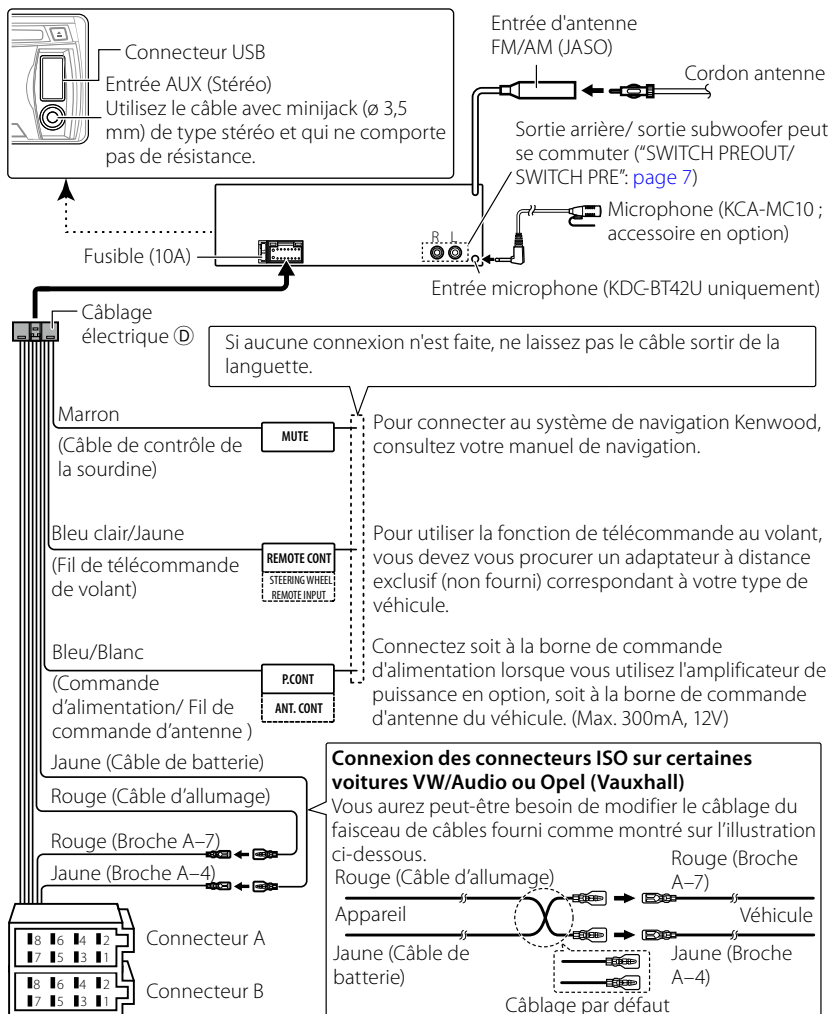 Connecteur USB
Entrée AUX (Stéréo)
Utilisez le câble avec minijack (ø 3,5
mm) de type stéréo et qui ne comporte
pas de résistance.
Entrée d'antenne
FM/AM (JASO)
Cordon antenne
Sortie arrière/ sortie subwoofer peut
se commuter (“SWITCH PREOUT/
SWITCH PRE”: page 7)
R L
Microphone (KCA-MC10 ;
accessoire en option)
Fusible (10A)
Entrée microphone (KDC-BT42U uniquement)
Câblage
électrique Ⓓ
Si aucune connexion n'est faite, ne laissez pas le câble sortir de la
languette.
Marron
(Câble de contrôle de
la sourdine)
MUTE
Pour connecter au système de navigation Kenwood,
consultez votre manuel de navigation.
Bleu clair/Jaune
(Fil de télécommande
de volant)
REMOTE CONT
STEERING WHEEL
REMOTE INPUT
Pour utiliser la fonction de télécommande au volant,
vous devez vous procurer un adaptateur à distance
exclusif (non fourni) correspondant à votre type de
véhicule.
Bleu/Blanc
(Commande
d’alimentation/ Fil de
commande d’antenne )
P.CONT
ANT. CONT
Connectez soit à la borne de commande
d'alimentation lorsque vous utilisez l'amplificateur de
puissance en option, soit à la borne de commande
d'antenne du véhicule. (Max. 300mA, 12V)
Jaune (Câble de batterie)
Rouge (Câble d’allumage)
Rouge (Broche A–7)
Jaune (Broche A–4)
8 6 4 2
7 5 3 1
Connecteur A
8 6 4 2
7 5 3 1
Connecteur B
Connexion des connecteurs ISO sur certaines
voitures VW/Audio ou Opel (Vauxhall)
Vous aurez peut-être besoin de modifier le câblage du
faisceau de câbles fourni comme montré sur l’illustration
ci-dessous.
Rouge (Câble d’allumage)
Rouge (Broche
A–7)
Appareil
Véhicule
Jaune (Câble de
batterie)
Jaune (Broche
A–4)
Câblage par défaut